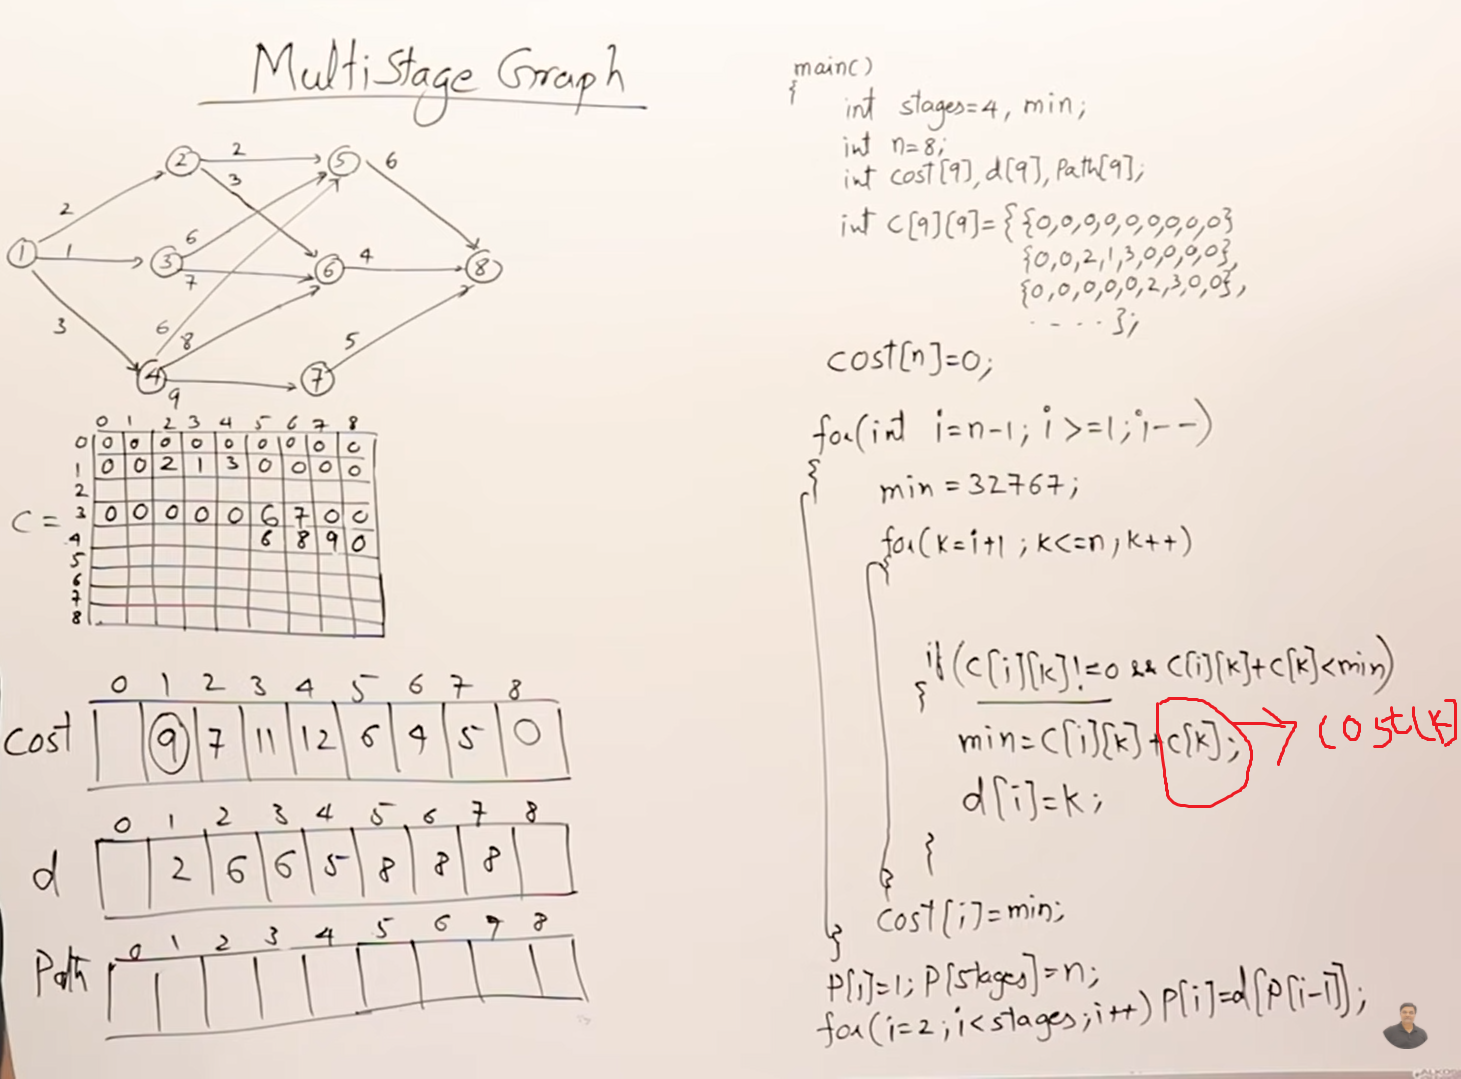 MultiStage Graph
2
2
5
6
3
2
6
1
1
3
7
6
4
8
3
6
8
5
4
9
7
0 1 2 3 4 5 6 7 8
0 0 0 0 0 0 0 0 0 0
1 0 0 2 1 3 0 0 0 0
2
C = 3 0 0 0 0 0 6 7 0 0
4 6 8 9 0
5
6
7
8
0 1 2 3 4 5 6 7 8
Cost 9 7 11 12 6 4 5 0
0 1 2 3 4 5 6 7 8
d 2 6 6 5 8 8 8
0 1 2 3 4 5 6 7 8
Path
main()
{
int stages=4, min;
int n=8;
int cost[9], d[9], Path[9];
int C[9][9]={ {0,0,0,0,0,0,0,0,0}
{0,0,2,1,3,0,0,0,0},
{0,0,0,0,0,2,3,0,0},
. - . . . };
cost[n]=0;
for(int i=n-1; i>=1; i--)
{
min = 32767;
for(k=i+1; k<=n; k++)
{
if(C[i][k]!=0 && C[i][k]+C[k]<min)
{
min=C[i][k]+C[k]; → COST[K]
d[i]=k;
}
}
cost[i]=min;
}
P[i]=1; P[stages]=n;
for(i=2; i<stages; i++) P[i]=d[P[i-1]];